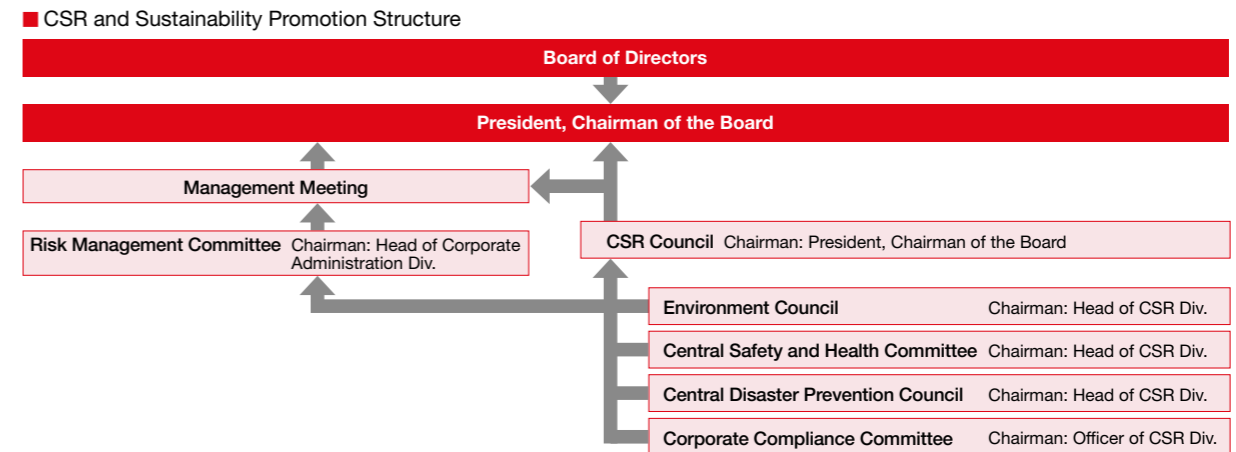 CSR and Sustainability Promotion Structure
Board of Directors
President, Chairman of the Board
Management Meeting
Risk Management Committee Chairman: Head of Corporate
Administration Div.
CSR Council Chairman: President, Chairman of the Board
Environment Council Chairman: Head of CSR Div.
Central Safety and Health Committee Chairman: Head of CSR Div.
Central Disaster Prevention Council Chairman: Head of CSR Div.
Corporate Compliance Committee Chairman: Officer of CSR Div.